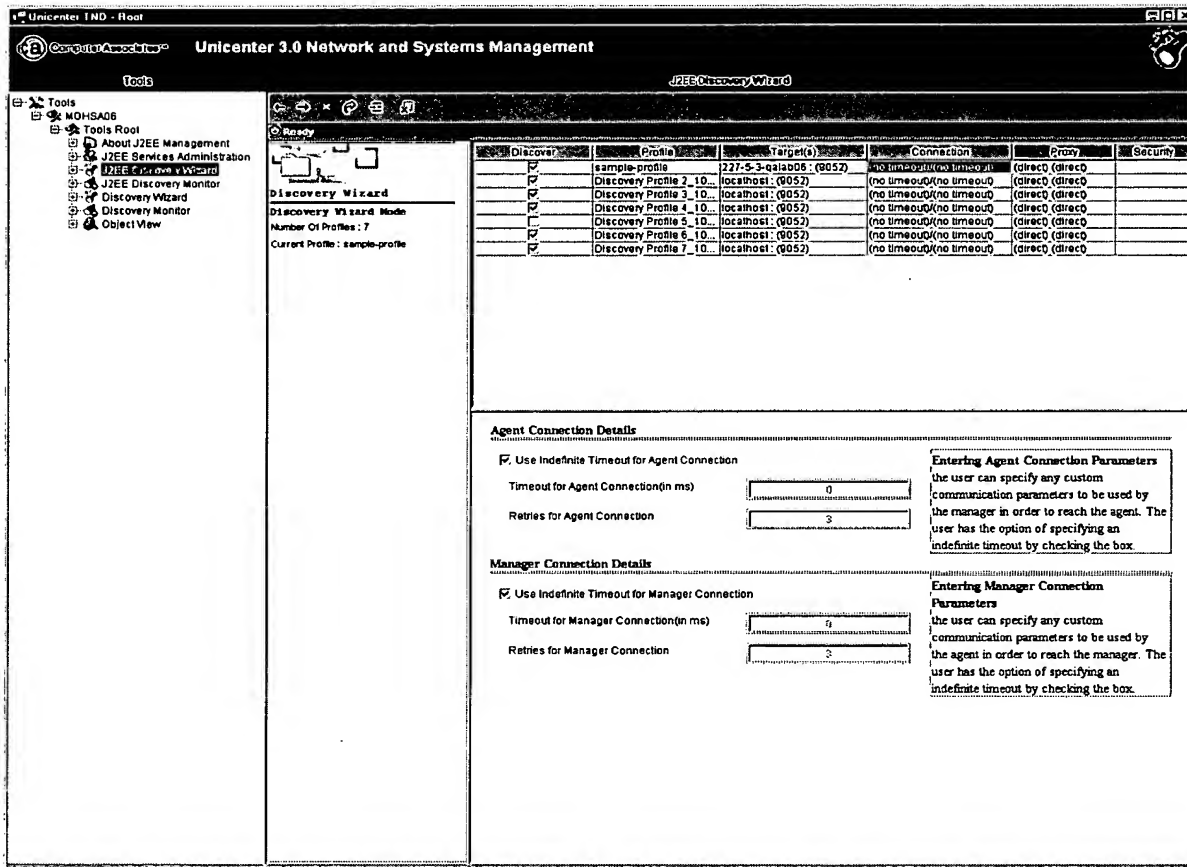 Unicenter TND - Root
ca Computer Associates™
Unicenter 3.0 Network and Systems Management
Tools
J2EE Discovery Wizard
Tools
MOHSA06
Tools Root
About J2EE Management
J2EE Services Administration
J2EE Discovery Wizard
J2EE Discovery Monitor
Discovery Wizard
Discovery Monitor
Object View
Ready
Discovery Wizard
Discovery Wizard Mode
Number Of Profiles : 7
Current Profile : sample-profile
Discover Profile Target(s) Connection Proxy Security
sample-profile 227-5-3-qalab06 : (9052) (no timeout)/(no timeout) (direct) (direct)
Discovery Profile 2_10... localhost : (9052) (no timeout)/(no timeout) (direct) (direct)
Discovery Profile 3_10... localhost : (9052) (no timeout)/(no timeout) (direct) (direct)
Discovery Profile 4_10... localhost : (9052) (no timeout)/(no timeout) (direct) (direct)
Discovery Profile 5_10... localhost : (9052) (no timeout)/(no timeout) (direct) (direct)
Discovery Profile 6_10... localhost : (9052) (no timeout)/(no timeout) (direct) (direct)
Discovery Profile 7_10... localhost : (9052) (no timeout)/(no timeout) (direct) (direct)
Agent Connection Details
Use Indefinite Timeout for Agent Connection
Timeout for Agent Connection(in ms) 0
Retries for Agent Connection 3
Entering Agent Connection Parameters
the user can specify any custom
communication parameters to be used by
the manager in order to reach the agent. The
user has the option of specifying an
indefinite timeout by checking the box.
Manager Connection Details
Use Indefinite Timeout for Manager Connection
Timeout for Manager Connection(in ms) 0
Retries for Manager Connection 3
Entering Manager Connection
Parameters
the user can specify any custom
communication parameters to be used by
the agent in order to reach the manager. The
user has the option of specifying an
indefinite timeout by checking the box.